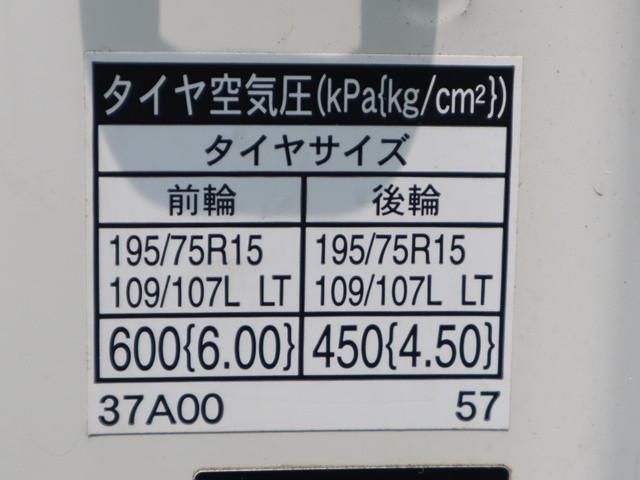 タイヤ空気圧(kPa{kg/cm²})
タイヤサイズ
前輪 後輪
195/75R15 195/75R15
109/107L LT 109/107L LT
600{6.00} 450{4.50}
37A00 57